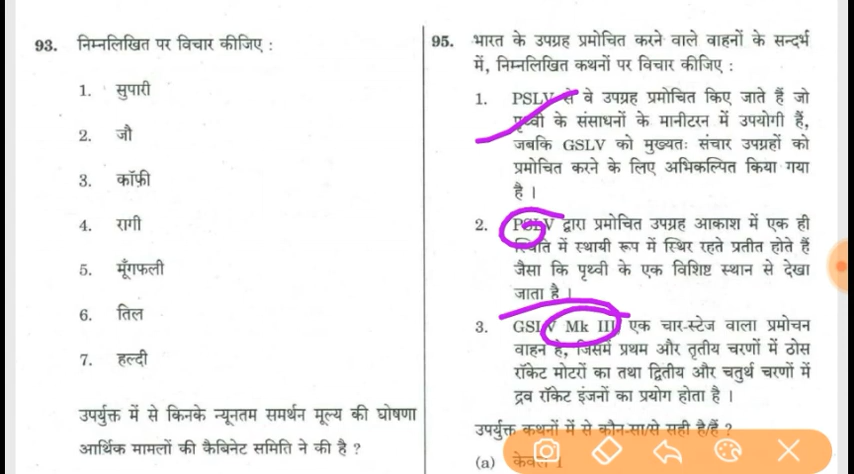 93. निम्नलिखित पर विचार कीजिए :
1. सुपारी
2. जौ
3. कॉफ़ी
4. रागी
5. मूँगफली
6. तिल
7. हल्दी
उपर्युक्त में से किनके न्यूनतम समर्थन मूल्य की घोषणा
आर्थिक मामलों की कैबिनेट समिति ने की है ?
95. भारत के उपग्रह प्रमोचित करने वाले वाहनों के सन्दर्भ
में, निम्नलिखित कथनों पर विचार कीजिए :
1. PSLV से वे उपग्रह प्रमोचित किए जाते हैं जो
पृथ्वी के संसाधनों के मानीटरन में उपयोगी हैं,
जबकि GSLV को मुख्यतः संचार उपग्रहों को
प्रमोचित करने के लिए अभिकल्पित किया गया
है ।
2. PSLV द्वारा प्रमोचित उपग्रह आकाश में एक ही
स्थिति में स्थायी रूप में स्थिर रहते प्रतीत होते हैं
जैसा कि पृथ्वी के एक विशिष्ट स्थान से देखा
जाता है ।
3. GSLV Mk III एक चार-स्टेज वाला प्रमोचन
वाहन है, जिसमें प्रथम और तृतीय चरणों में ठोस
रॉकेट मोटरों का तथा द्वितीय और चतुर्थ चरणों में
द्रव रॉकेट इंजनों का प्रयोग होता है ।
उपर्युक्त कथनों में से कौन-सा/से सही है/हैं ?
(a) केवल 1